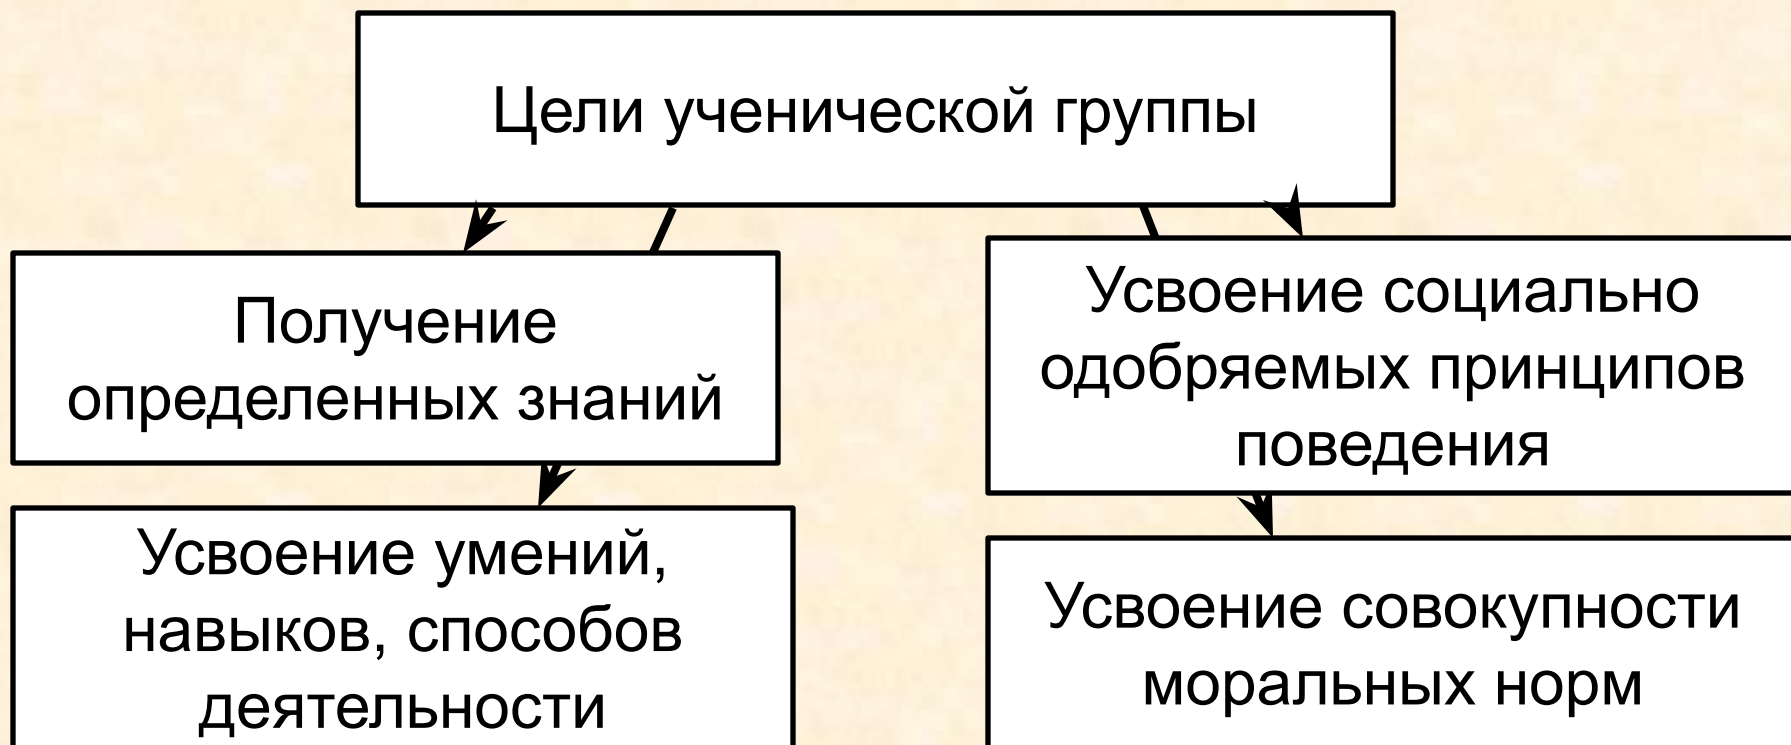 Цели ученической группы
Получение
определенных знаний
Усвоение социально
одобряемых принципов
поведения
Усвоение умений,
навыков, способов
деятельности
Усвоение совокупности
моральных норм